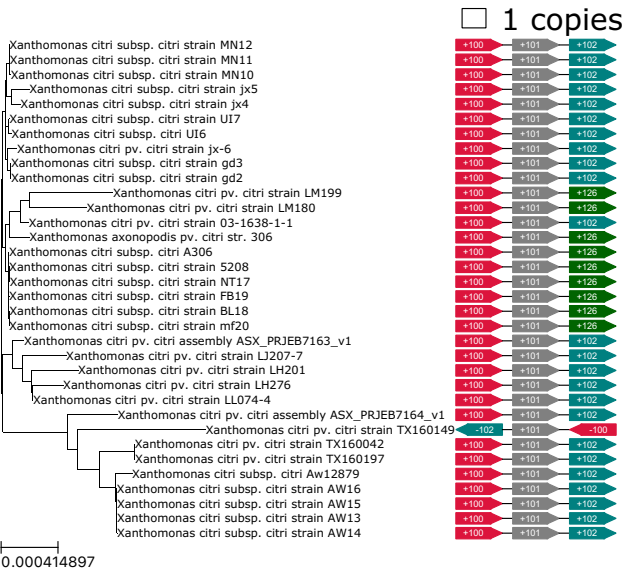 1 copies
Xanthomonas citri subsp. citri strain MN12 +100 +101 +102
Xanthomonas citri subsp. citri strain MN11 +100 +101 +102
Xanthomonas citri subsp. citri strain MN10 +100 +101 +102
Xanthomonas citri subsp. citri strain jx5 +100 +101 +102
Xanthomonas citri subsp. citri strain jx4 +100 +101 +102
Xanthomonas citri subsp. citri strain UI7 +100 +101 +102
Xanthomonas citri subsp. citri UI6 +100 +101 +102
Xanthomonas citri pv. citri strain jx-6 +100 +101 +102
Xanthomonas citri subsp. citri strain gd3 +100 +101 +102
Xanthomonas citri subsp. citri strain gd2 +100 +101 +102
Xanthomonas citri pv. citri strain LM199 +100 +101 +126
Xanthomonas citri pv. citri strain LM180 +100 +101 +126
Xanthomonas citri pv. citri strain 03-1638-1-1 +100 +101 +102
Xanthomonas axonopodis pv. citri str. 306 +100 +101 +126
Xanthomonas citri subsp. citri A306 +100 +101 +126
Xanthomonas citri subsp. citri strain 5208 +100 +101 +126
Xanthomonas citri subsp. citri strain NT17 +100 +101 +126
Xanthomonas citri subsp. citri strain FB19 +100 +101 +126
Xanthomonas citri subsp. citri strain BL18 +100 +101 +126
Xanthomonas citri subsp. citri strain mf20 +100 +101 +126
Xanthomonas citri pv. citri assembly ASX_PRJEB7163_v1 +100 +101 +102
Xanthomonas citri pv. citri strain LJ207-7 +100 +101 +102
Xanthomonas citri pv. citri strain LH201 +100 +101 +102
Xanthomonas citri pv. citri strain LH276 +100 +101 +102
Xanthomonas citri pv. citri strain LL074-4 +100 +101 +102
Xanthomonas citri pv. citri assembly ASX_PRJEB7164_v1 +100 +101 +102
Xanthomonas citri pv. citri strain TX160149 -102 +101 -100
Xanthomonas citri pv. citri strain TX160042 +100 +101 +102
Xanthomonas citri pv. citri strain TX160197 +100 +101 +102
Xanthomonas citri subsp. citri Aw12879 +100 +101 +102
Xanthomonas citri subsp. citri strain AW16 +100 +101 +102
Xanthomonas citri subsp. citri strain AW15 +100 +101 +102
Xanthomonas citri subsp. citri strain AW13 +100 +101 +102
Xanthomonas citri subsp. citri strain AW14 +100 +101 +102
0.000414897